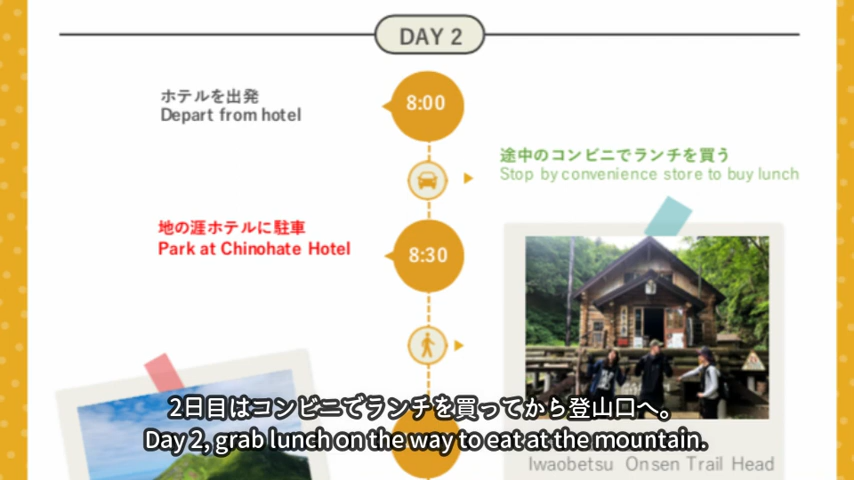 DAY 2
ホテルを出発
Depart from hotel
8:00
途中のコンビニでランチを買う
Stop by convenience store to buy lunch
地の涯ホテルに駐車
Park at Chinohate Hotel
8:30
2日目はコンビニでランチを買ってから登山口へ。
Day 2, grab lunch on the way to eat at the mountain.
Iwaobetsu Onsen Trail Head